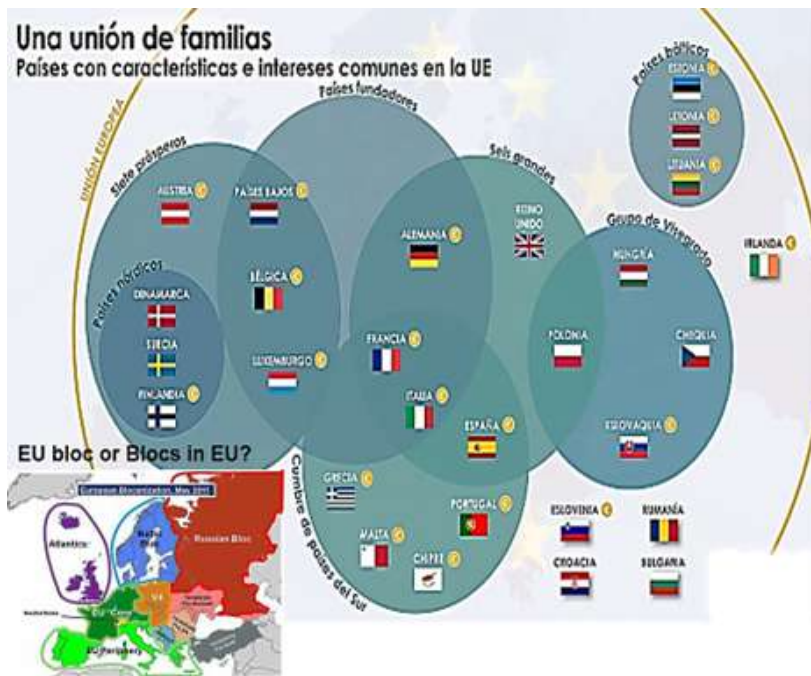 Una unión de familias
Países con características e intereses comunes en la UE
UNIÓN EUROPEA
Siete prósperos
Países fundadores
Seis grandes
Países bálticos
ESTONIA
LETONIA
LITUANIA
AUSTRIA
PAÍSES BAJOS
ALEMANIA
REINO
UNIDO
Grupo de Visegrado
IRLANDA
HUNGRÍA
Países nórdicos
DINAMARCA
BÉLGICA
SUECIA
FRANCIA
POLONIA
CHEQUIA
LUXEMBURGO
FINLANDIA
ITALIA
ESPAÑA
ESLOVAQUIA
EU bloc or Blocs in EU?
Cumbre de países del Sur
GRECIA
PORTUGAL
MALTA
CHIPRE
ESLOVENIA
RUMANÍA
CROACIA
BULGARIA
Atlantics
Russian Bloc
EU Periphery